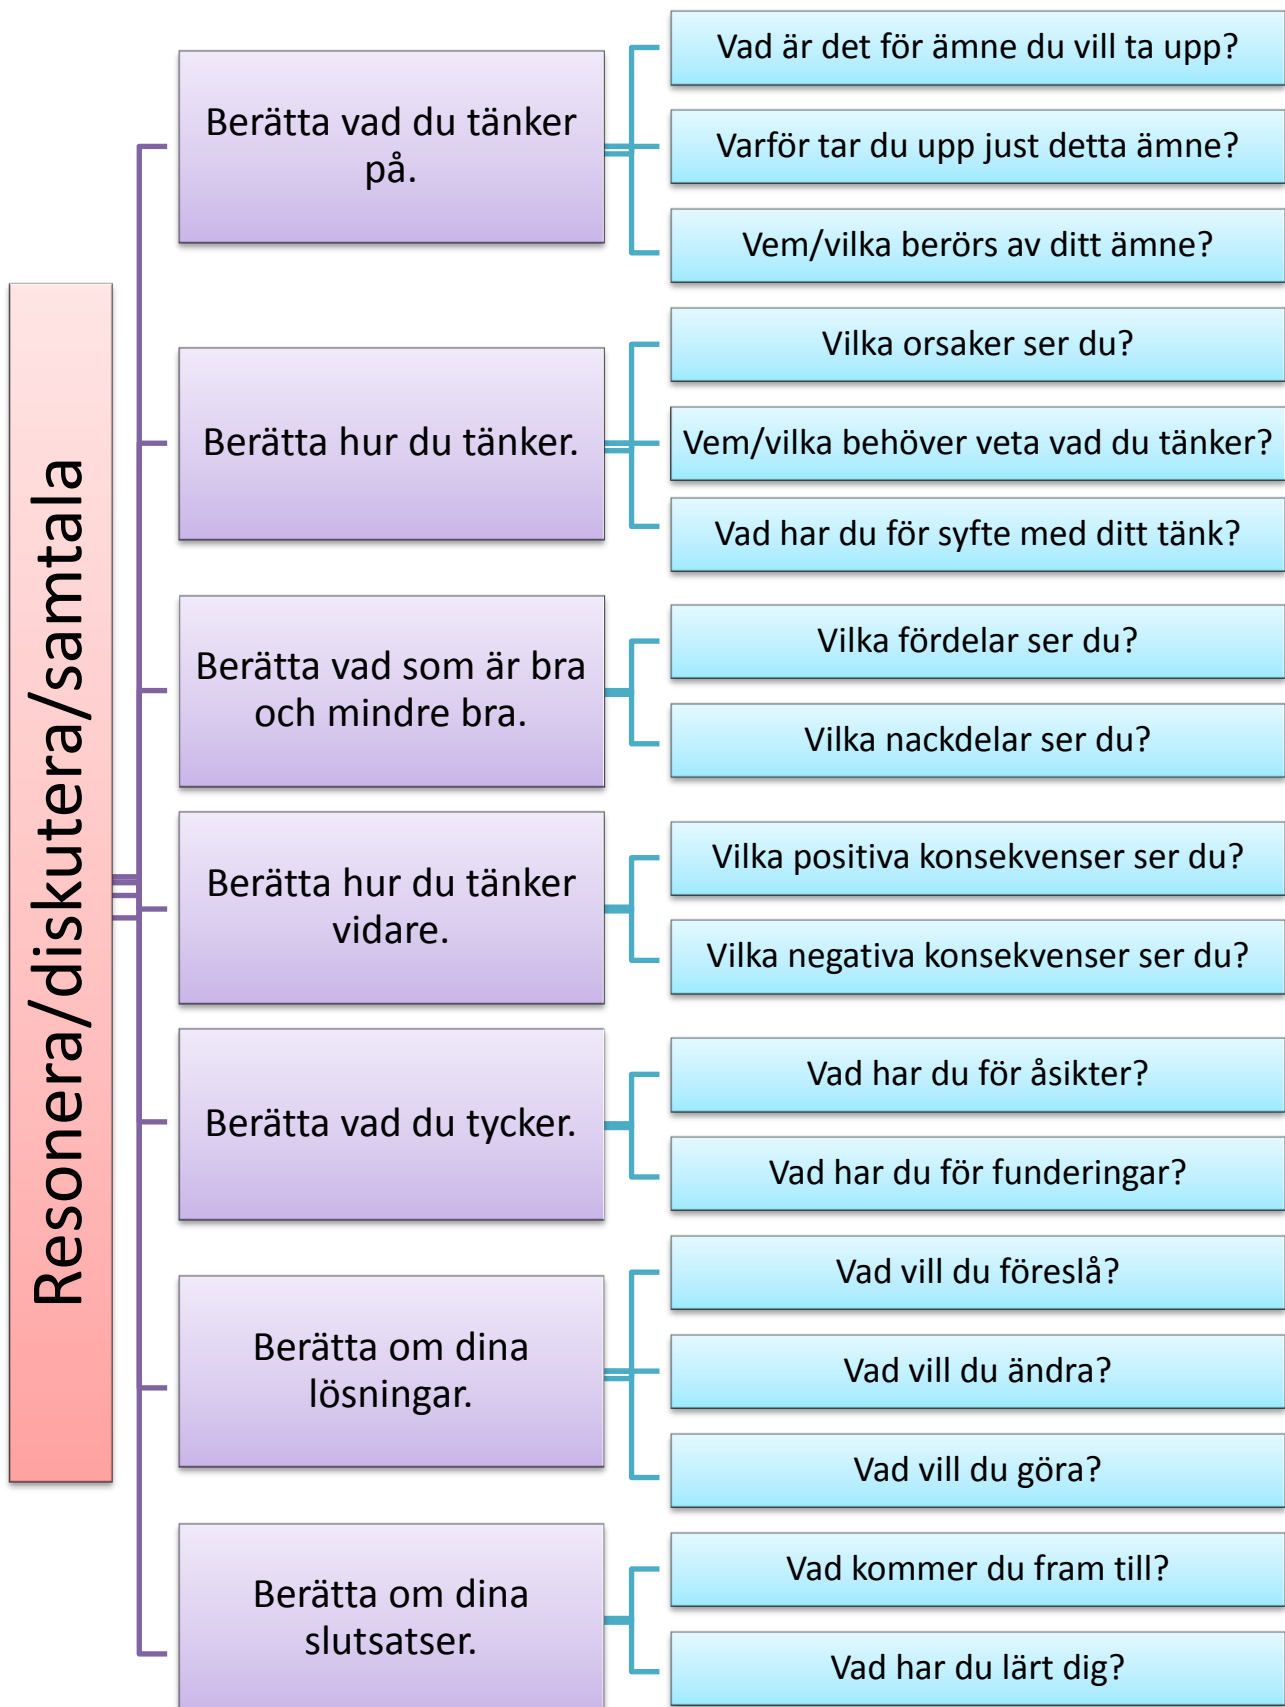 Resonera/diskutera/samtala
Berätta vad du tänker
på.
Vad är det för ämne du vill ta upp?
Varför tar du upp just detta ämne?
Vem/vilka berörs av ditt ämne?
Berätta hur du tänker.
Vilka orsaker ser du?
Vem/vilka behöver veta vad du tänker?
Vad har du för syfte med ditt tänk?
Berätta vad som är bra
och mindre bra.
Vilka fördelar ser du?
Vilka nackdelar ser du?
Berätta hur du tänker
vidare.
Vilka positiva konsekvenser ser du?
Vilka negativa konsekvenser ser du?
Berätta vad du tycker.
Vad har du för åsikter?
Vad har du för funderingar?
Berätta om dina
lösningar.
Vad vill du föreslå?
Vad vill du ändra?
Vad vill du göra?
Berätta om dina
slutsatser.
Vad kommer du fram till?
Vad har du lärt dig?